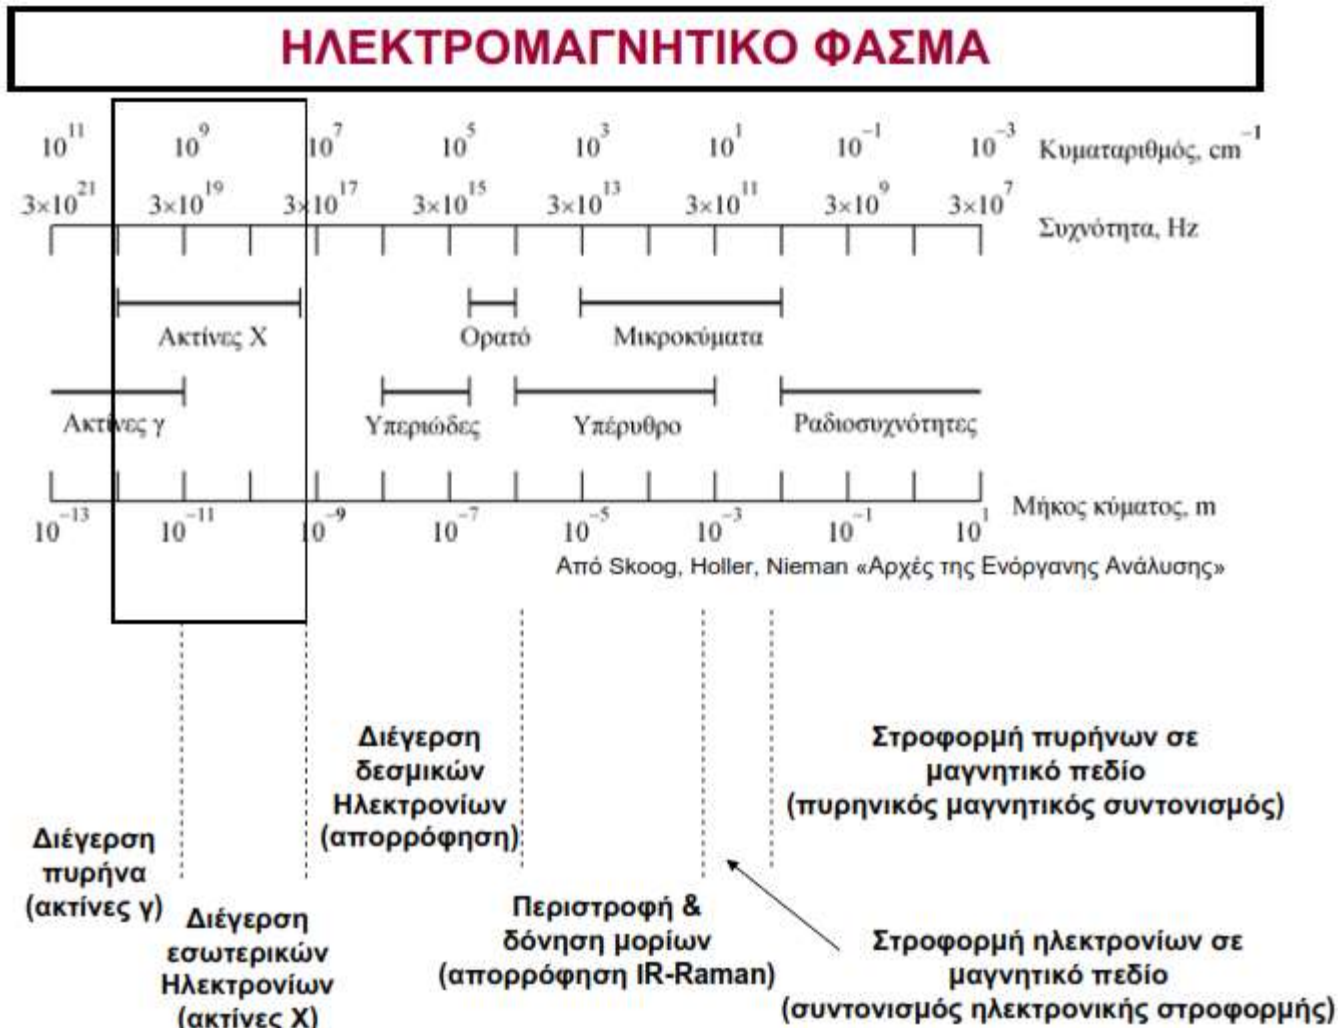 ΗΛΕΚΤΡΟΜΑΓΝΗΤΙΚΟ ΦΑΣΜΑ
10^11 10^9 10^7 10^5 10^3 10^1 10^-1 10^-3 Κυματαριθμός, cm^-1
3×10^21 3×10^19 3×10^17 3×10^15 3×10^13 3×10^11 3×10^9 3×10^7
Συχνότητα, Hz
Ακτίνες Χ Ορατό Μικροκύματα
Ακτίνες γ Υπεριώδες Υπέρυθρο Ραδιοσυχνότητες
Μήκος κύματος, m
10^-13 10^-11 10^-9 10^-7 10^-5 10^-3 10^-1 10^1
Από Skoog, Holler, Nieman «Αρχές της Ενόργανης Ανάλυσης»
Διέγερση
πυρήνα
(ακτίνες γ)
Διέγερση
εσωτερικών
Ηλεκτρονίων
(ακτίνες Χ)
Διέγερση
δεσμικών
Ηλεκτρονίων
(απορρόφηση)
Περιστροφή &
δόνηση μορίων
(απορρόφηση IR-Raman)
Στροφορμή πυρήνων σε
μαγνητικό πεδίο
(πυρηνικός μαγνητικός συντονισμός)
Στροφορμή ηλεκτρονίων σε
μαγνητικό πεδίο
(συντονισμός ηλεκτρονικής στροφορμής)